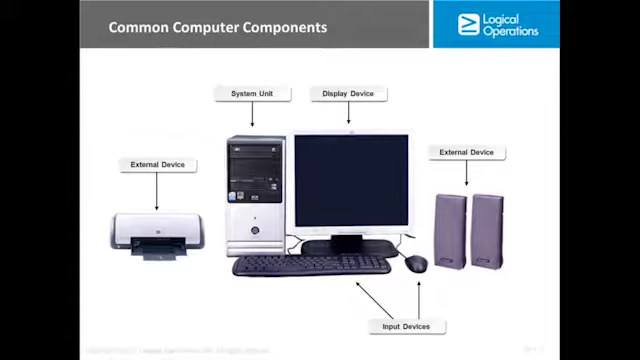 Common Computer Components
Logical
Operations
System Unit
Display Device
External Device
External Device
Input Devices